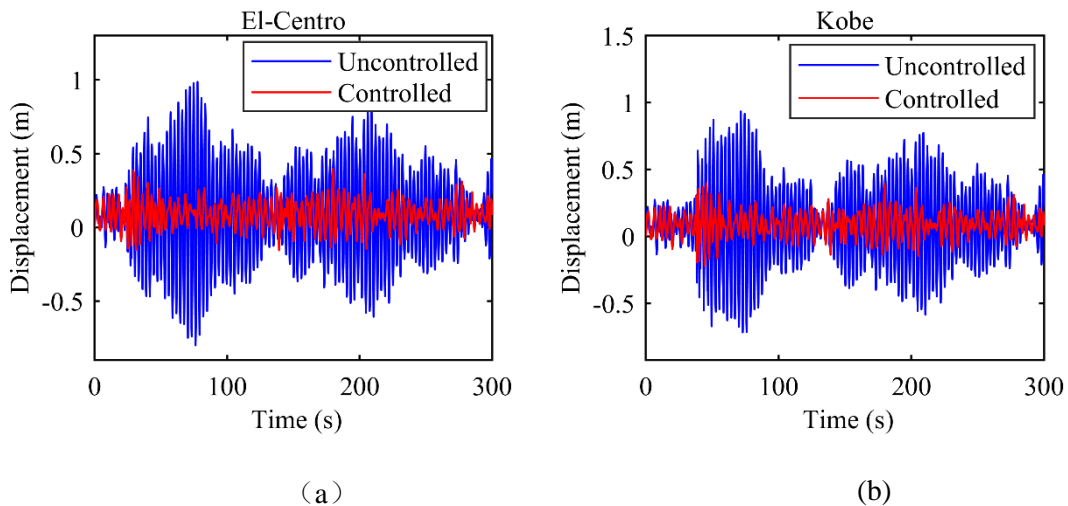 El-Centro
Uncontrolled
Controlled
1
0.5
0
-0.5
Displacement (m)
0
100
200
300
Time (s)
（a）
Kobe
Uncontrolled
Controlled
1.5
1
0.5
0
-0.5
Displacement (m)
0
100
200
300
Time (s)
(b)